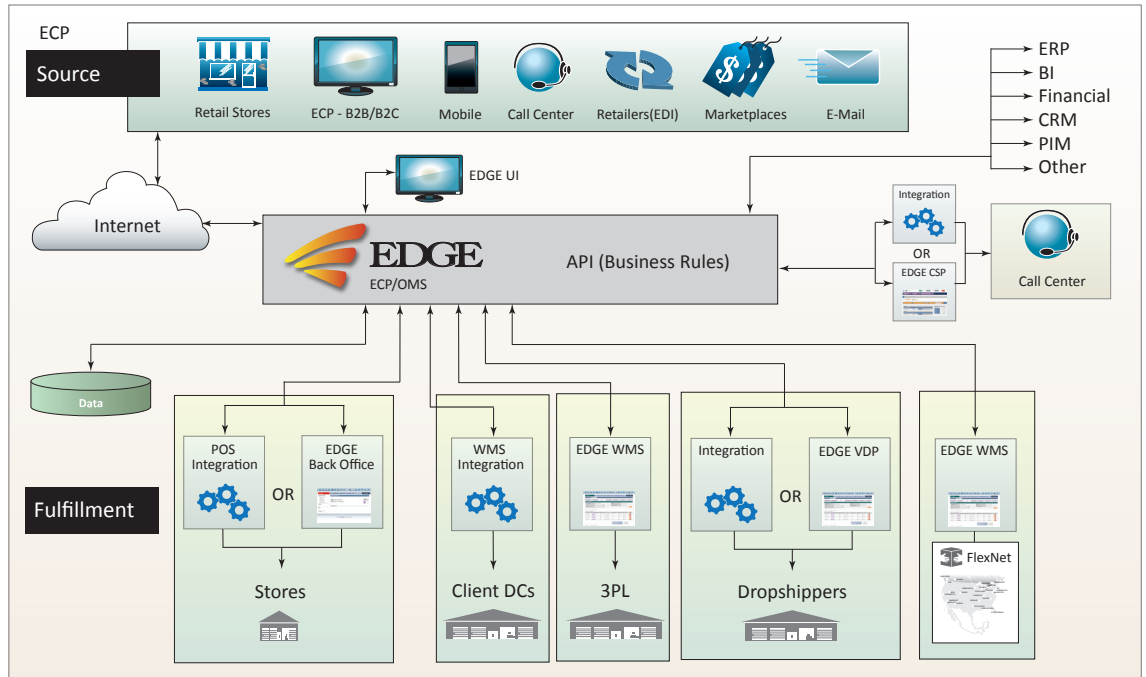 ECP
Source
Retail Stores
ECP - B2B/B2C
Mobile
Call Center
Retailers(EDI)
Marketplaces
E-Mail
ERP
BI
Financial
CRM
PIM
Other
Internet
EDGE UI
EDGE
ECP/OMS
API (Business Rules)
Integration
OR
EDGE CSP
Call Center
Data
Fulfillment
POS
Integration
OR
EDGE
Back Office
Stores
WMS
Integration
Client DCs
EDGE WMS
3PL
Integration
OR
EDGE VDP
Dropshippers
EDGE WMS
FlexNet